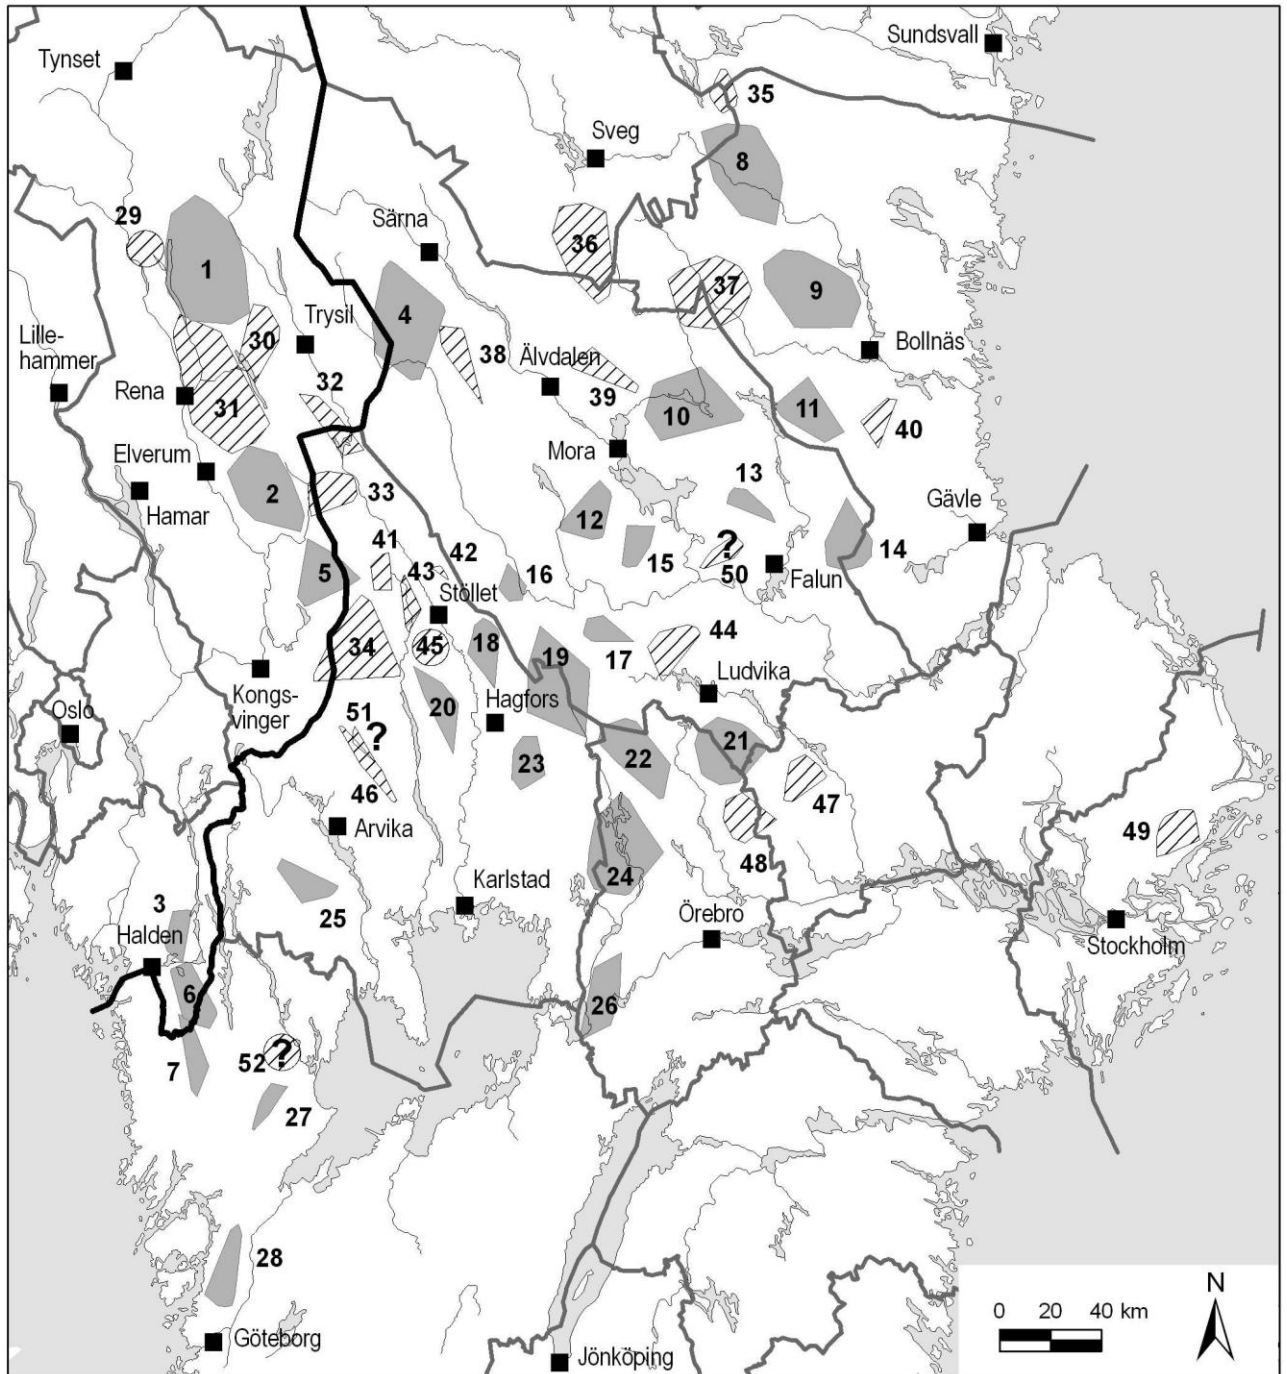 Sundsvall
Tynset
35
Sveg
8
29
Särna
36
1
37
9
4
Trysil
30
Lille-
hammer
Bollnäs
38
Älvdalen
32
Rena
39
31
10
11
40
Elverum
Mora
13
2
33
Hamar
12
Gävle
41
42
?
5
43
16
15
50
14
Falun
Stöllet
34
45
18
44
19
17
Ludvika
Kongs-
vinger
20
Hagfors
51
Oslo
?
21
22
23
46
47
Arvika
49
48
24
Karlstad
3
25
Örebro
Halden
Stockholm
6
26
7
52
?
27
28
N
0 20 40 km
Göteborg
Jönköping